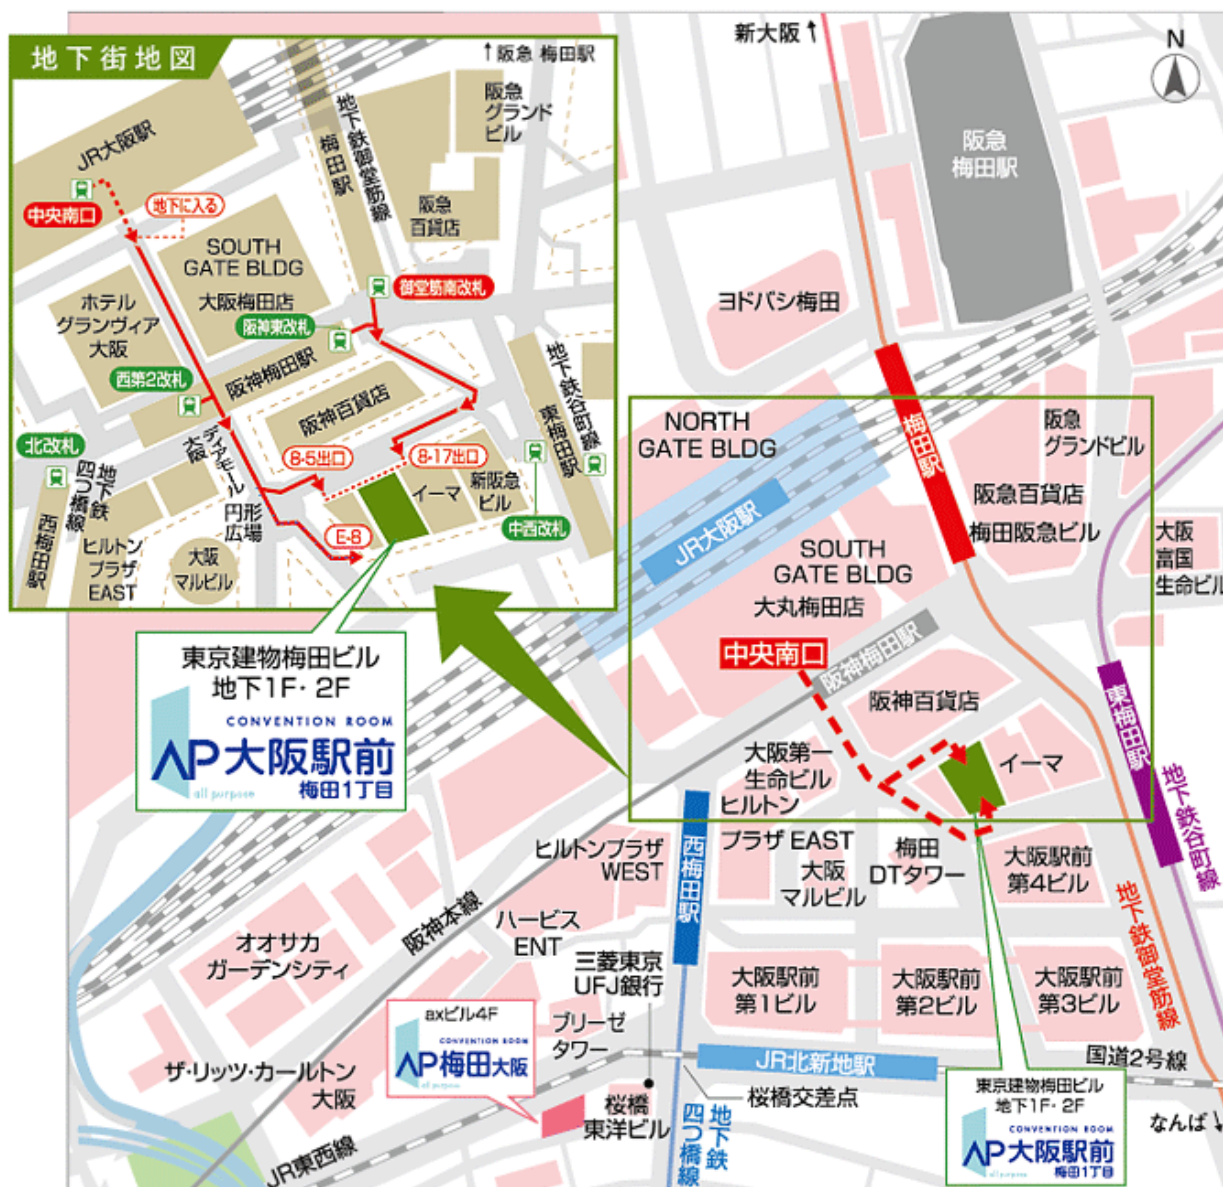 地下街地図
↑阪急 梅田駅
阪急
グランド
ビル
地下鉄御堂筋線
梅田駅
JR大阪駅
中央南口
地下に入る
阪急
百貨店
SOUTH
GATE BLDG
大阪梅田店
ホテル
グランヴィア
大阪
御堂筋南改札
阪神東改札
西第2改札
阪神梅田駅
阪神百貨店
地下鉄谷町線
東梅田駅
北改札
地下鉄
四つ橋線
西梅田駅
ディアモール
大阪
円形
広場
8-5出口
8-17出口
イーマ
新阪急
ビル
中西改札
E-8
ヒルトン
プラザ
EAST
大阪
マルビル
東京建物梅田ビル
地下1F・2F
CONVENTION ROOM
AP大阪駅前
梅田1丁目
all purpose
新大阪↑
N
阪急
梅田駅
ヨドバシ梅田
NORTH
GATE BLDG
梅田駅
阪急
グランドビル
阪急百貨店
梅田阪急ビル
JR大阪駅
SOUTH
GATE BLDG
大丸梅田店
大阪
富国
生命ビル
中央南口
阪神梅田駅
阪神百貨店
東梅田駅
地下鉄谷町線
イーマ
大阪第一
生命ビル
ヒルトン
プラザ EAST
大阪
マルビル
梅田
DTタワー
大阪駅前
第4ビル
ヒルトンプラザ
WEST
西梅田駅
阪神本線
ハービス
ENT
オオサカ
ガーデンシティ
三菱東京
UFJ銀行
大阪駅前
第1ビル
大阪駅前
第2ビル
大阪駅前
第3ビル
地下鉄御堂筋線
axビル4F
CONVENTION ROOM
AP梅田大阪
all purpose
ブリーゼ
タワー
JR北新地駅
国道2号線
ザ・リッツ・カールトン
大阪
桜橋
東洋ビル
桜橋交差点
地下鉄
四つ橋線
JR東西線
なんば↓
東京建物梅田ビル
地下1F・2F
CONVENTION ROOM
AP大阪駅前
梅田1丁目
all purpose